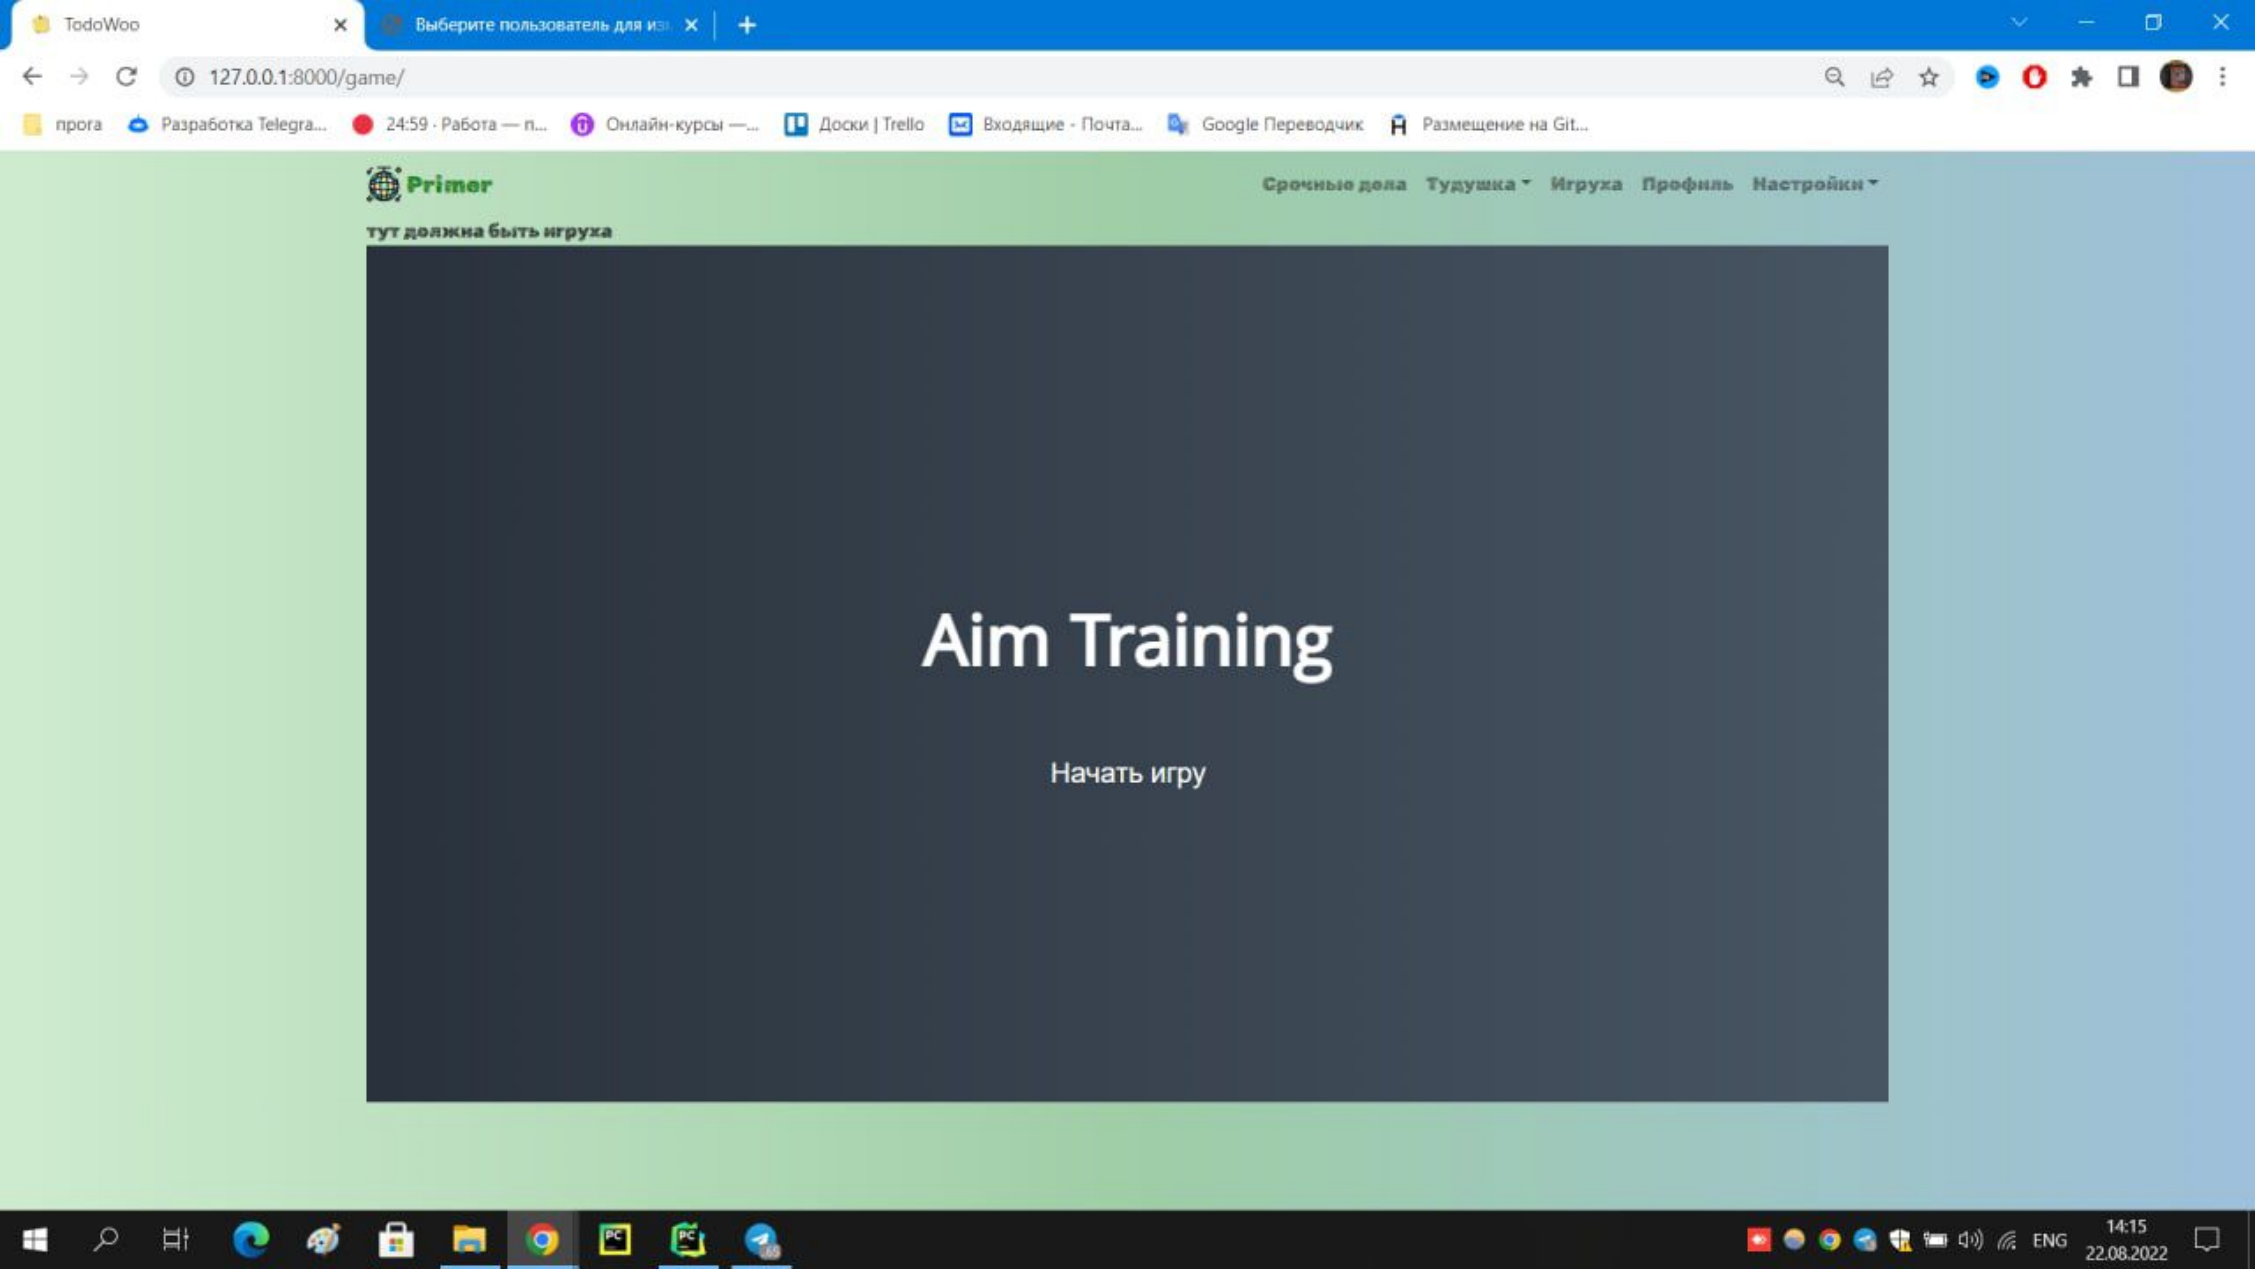 TodoWoo
Выберите пользователь для из
127.0.0.1:8000/game/
прога
Разработка Telegra...
24:59 - Работа — п...
Онлайн-курсы —...
Доски | Trello
Входящие - Почта...
Google Переводчик
Размещение на Git...
Primer
Срочные дела
Тудушка
Игруха
Профиль
Настройки
тут должна быть игруха
Aim Training
Начать игру
ENG
14:15
22.08.2022